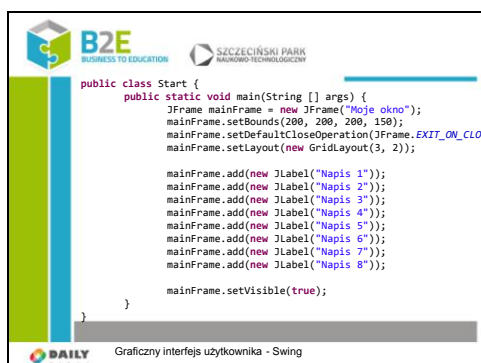 B2E
BUSINESS TO EDUCATION
SZCZECIŃSKI PARK
NAUKOWO-TECHNOLOGICZNY
public class Start {
public static void main(String [] args) {
JFrame mainFrame = new JFrame("Moje okno");
mainFrame.setBounds(200, 200, 200, 150);
mainFrame.setDefaultCloseOperation(JFrame.EXIT_ON_CLO
mainFrame.setLayout(new GridLayout(3, 2));
mainFrame.add(new JLabel("Napis 1"));
mainFrame.add(new JLabel("Napis 2"));
mainFrame.add(new JLabel("Napis 3"));
mainFrame.add(new JLabel("Napis 4"));
mainFrame.add(new JLabel("Napis 5"));
mainFrame.add(new JLabel("Napis 6"));
mainFrame.add(new JLabel("Napis 7"));
mainFrame.add(new JLabel("Napis 8"));
mainFrame.setVisible(true);
}
}
DAILY
Graficzny interfejs użytkownika - Swing